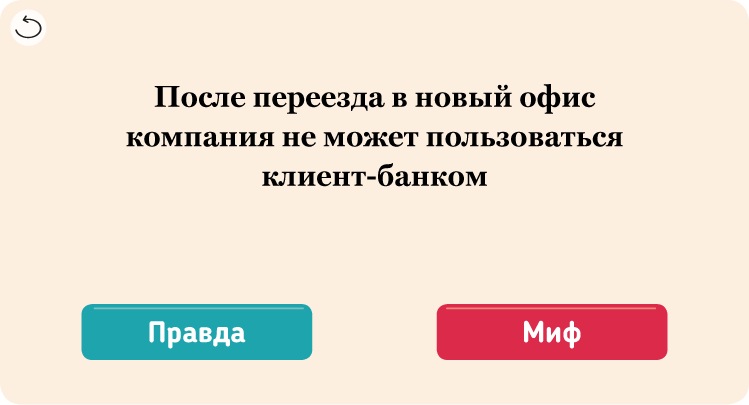 После переезда в новый офис
компания не может пользоваться
клиент-банком
Правда
Миф